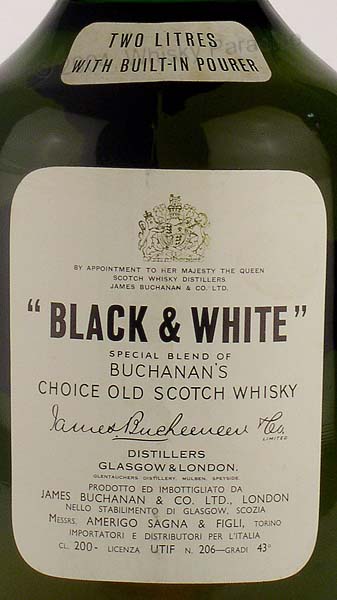 TWO LITRES
WITH BUILT-IN POURER
BY APPOINTMENT TO HER MAJESTY THE QUEEN
SCOTCH WHISKY DISTILLERS
JAMES BUCHANAN & CO. LTD.
"BLACK & WHITE"
SPECIAL BLEND OF
BUCHANAN'S
CHOICE OLD SCOTCH WHISKY
James Buchanan & Co.
LIMITED
DISTILLERS
GLASGOW & LONDON.
GLENTAUCHERS DISTILLERY, MULBEN, SPEYSIDE.
PRODOTTO ED IMBOTTIGLIATO DA
JAMES BUCHANAN & CO. LTD., LONDON
NELLO STABILIMENTO DI GLASGOW, SCOZIA
MESSRS. AMERIGO SAGNA & FIGLI, TORINO
IMPORTATORI E DISTRIBUTORI PER L'ITALIA
CL. 200- LICENZA UTIF N. 206-GRADI 43°